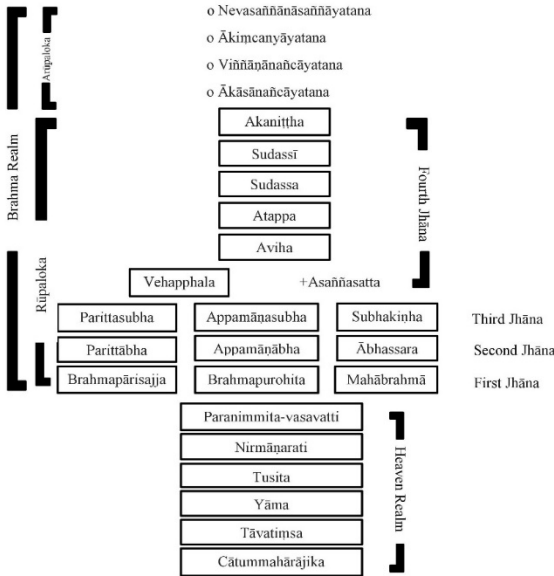 o Nevasaññānāsaññāyatana
o Ākiṃcanyāyatana
o Viññāṇānañcāyatana
o Ākāsānañcāyatana
Arūpaloka
Brahma Realm
Akaniṭṭha
Sudassī
Sudassa
Atappa
Aviha
Fourth Jhāna
Vehapphala +Asaññasatta
Rūpaloka
Parittasubha Appamāṇasubha Subhakiṇha Third Jhāna
Parittābha Appamāṇābha Ābhassara Second Jhāna
Brahmapārisajja Brahmapurohita Mahābrahmā First Jhāna
Paranimmita-vasavatti
Nirmāṇarati
Tusita
Yāma
Tāvatiṃsa
Cātummahārājika
Heaven Realm